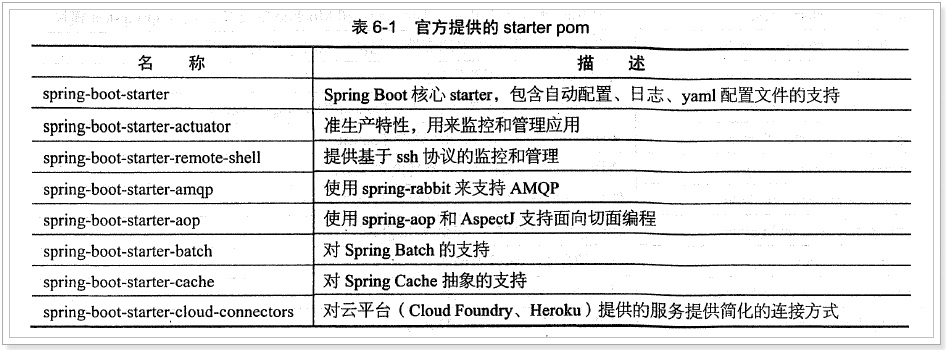 表 6-1 官方提供的 starter pom
名 称 描 述
spring-boot-starter Spring Boot 核心 starter，包含自动配置、日志、yaml 配置文件的支持
spring-boot-starter-actuator 准生产特性，用来监控和管理应用
spring-boot-starter-remote-shell 提供基于 ssh 协议的监控和管理
spring-boot-starter-amqp 使用 spring-rabbit 来支持 AMQP
spring-boot-starter-aop 使用 spring-aop 和 AspectJ 支持面向切面编程
spring-boot-starter-batch 对 Spring Batch 的支持
spring-boot-starter-cache 对 Spring Cache 抽象的支持
spring-boot-starter-cloud-connectors 对云平台（Cloud Foundry、Heroku）提供的服务提供简化的连接方式